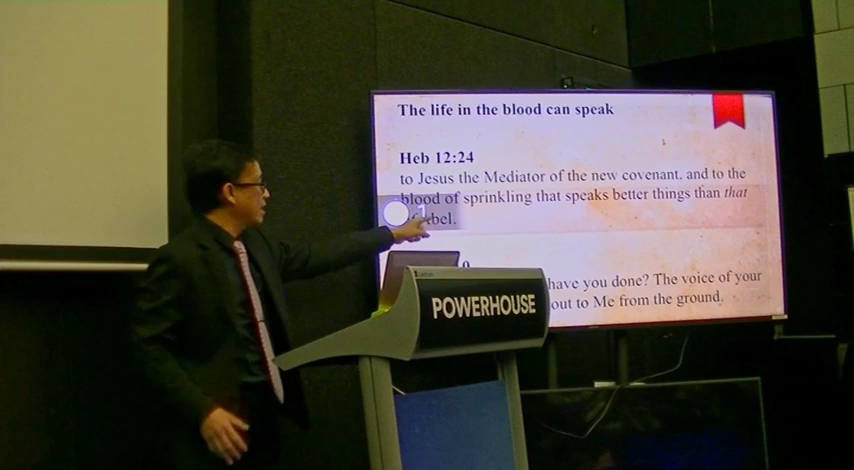 The life in the blood can speak
Heb 12:24
to Jesus the Mediator of the new covenant, and to the
blood of sprinkling that speaks better things than that
bel.
have you done? The voice of your
out to Me from the ground.
POWERHOUSE